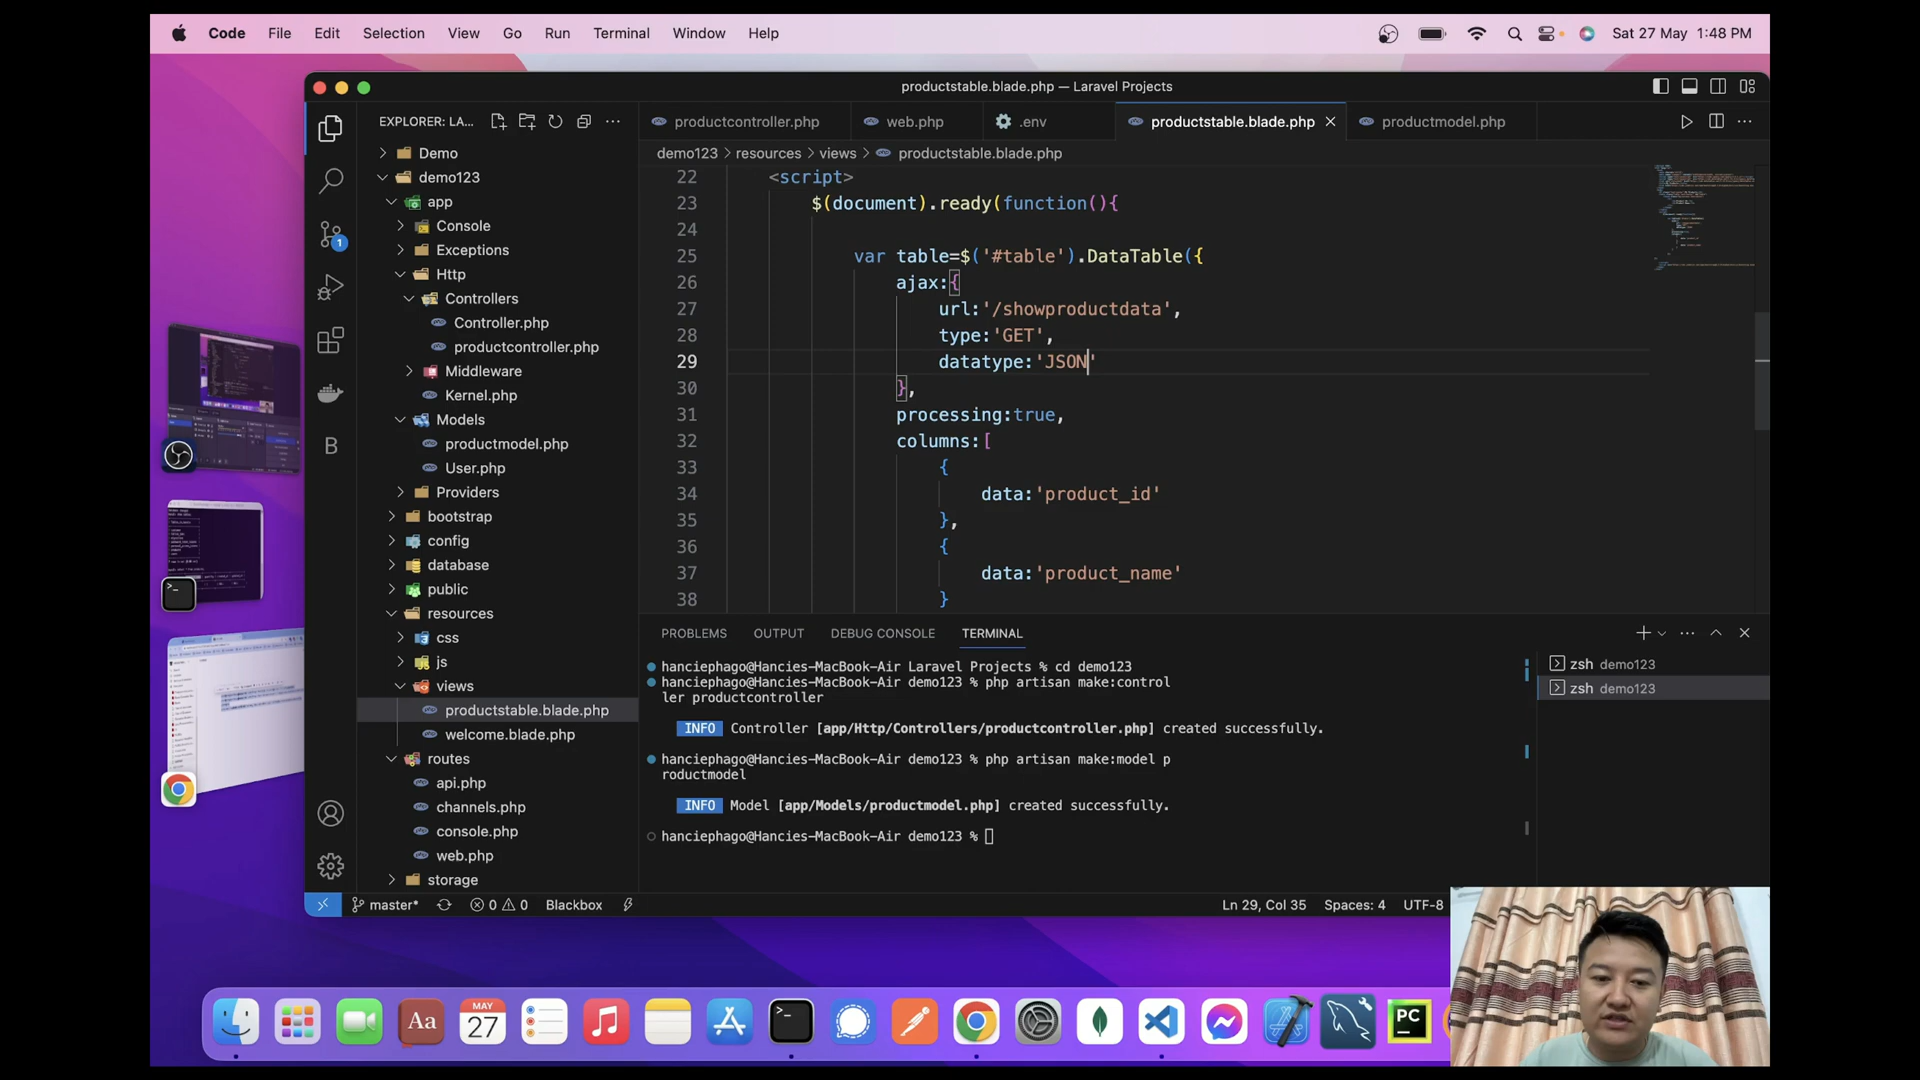 Code File Edit Selection View Go Run Terminal Window Help Sat 27 May 1:48 PM
productstable.blade.php — Laravel Projects
EXPLORER: LA...
productcontroller.php web.php .env productstable.blade.php productmodel.php
demo123 > resources > views > productstable.blade.php
Demo
demo123
app
Console
Exceptions
Http
Controllers
Controller.php
productcontroller.php
Middleware
Kernel.php
Models
productmodel.php
User.php
Providers
bootstrap
config
database
public
resources
css
js
views
productstable.blade.php
welcome.blade.php
routes
api.php
channels.php
console.php
web.php
storage
1
B
22 <script>
23 $(document).ready(function(){
24
25 var table=$('#table').DataTable({
26 ajax:{
27 url:'/showproductdata',
28 type:'GET',
29 datatype:'JSON'
30 },
31 processing:true,
32 columns:[
33 {
34 data:'product_id'
35 },
36 {
37 data:'product_name'
38 }
PROBLEMS OUTPUT DEBUG CONSOLE TERMINAL
hanciephago@Hancies-MacBook-Air Laravel Projects % cd demo123
hanciephago@Hancies-MacBook-Air demo123 % php artisan make:control
ler productcontroller
INFO Controller [app/Http/Controllers/productcontroller.php] created successfully.
hanciephago@Hancies-MacBook-Air demo123 % php artisan make:model p
roductmodel
INFO Model [app/Models/productmodel.php] created successfully.
hanciephago@Hancies-MacBook-Air demo123 %
zsh demo123
zsh demo123
master* 0 0 Blackbox Ln 29, Col 35 Spaces: 4 UTF-8
Aa
MAY
27
PC